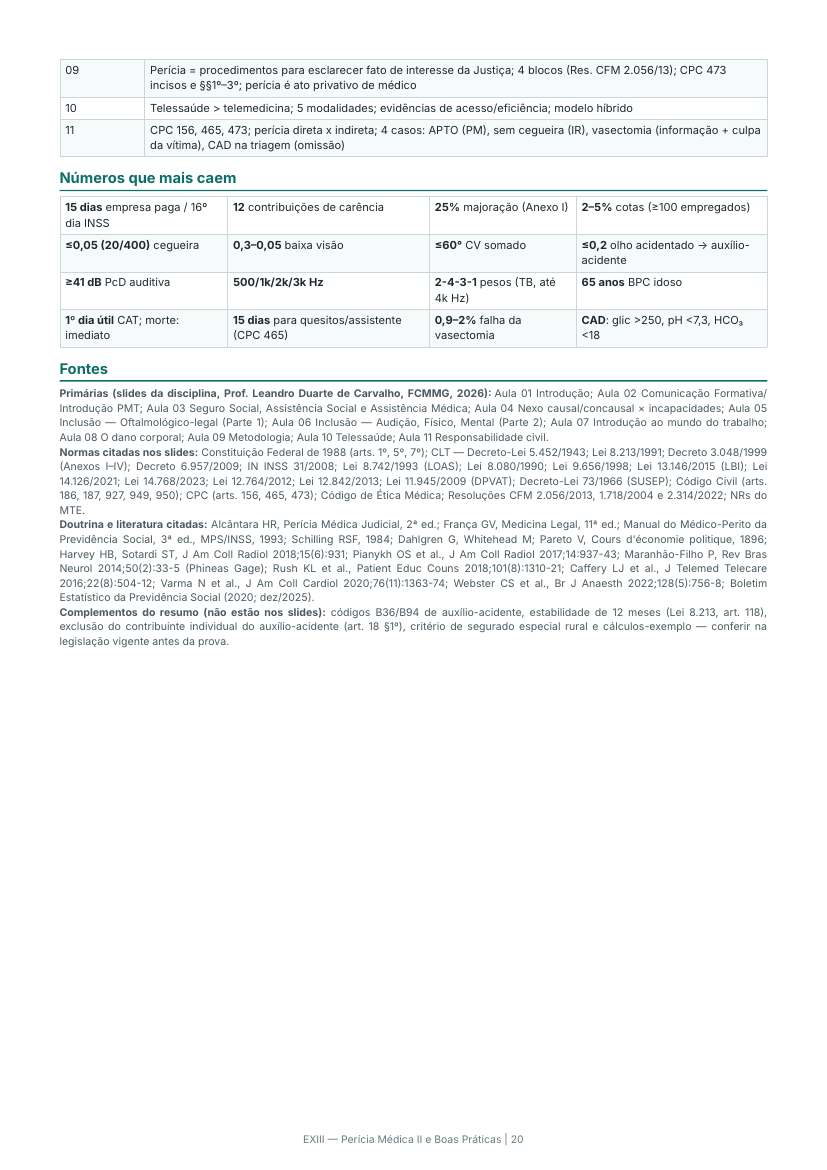 09
Perícia = procedimentos para esclarecer fato de interesse da Justiça; 4 blocos (Res. CFM 2.056/13); CPC 473
incisos e §§1º–3º; perícia é ato privativo de médico
10
Telessaúde > telemedicina; 5 modalidades; evidências de acesso/eficiência; modelo híbrido
11
CPC 156, 465, 473; perícia direta x indireta; 4 casos: APTO (PM), sem cegueira (IR), vasectomia (informação + culpa
da vítima), CAD na triagem (omissão)
Números que mais caem
15 dias empresa paga / 16º
dia INSS
12 contribuições de carência
25% majoração (Anexo I)
2–5% cotas (≥100 empregados)
≤0,05 (20/400) cegueira
0,3–0,05 baixa visão
≤60° CV somado
≤0,2 olho acidentado → auxílio-
acidente
≥41 dB PcD auditiva
500/1k/2k/3k Hz
2-4-3-1 pesos (TB, até
4k Hz)
65 anos BPC idoso
1º dia útil CAT; morte:
imediato
15 dias para quesitos/assistente
(CPC 465)
0,9–2% falha da
vasectomia
CAD: glic >250, pH <7,3, HCO₃
<18
Fontes
Primárias (slides da disciplina, Prof. Leandro Duarte de Carvalho, FCMMG, 2026): Aula 01 Introdução; Aula 02 Comunicação Formativa/
Introdução PMT; Aula 03 Seguro Social, Assistência Social e Assistência Médica; Aula 04 Nexo causal/concausal × incapacidades; Aula 05
Inclusão — Oftalmológico-legal (Parte 1); Aula 06 Inclusão — Audição, Físico, Mental (Parte 2); Aula 07 Introdução ao mundo do trabalho;
Aula 08 O dano corporal; Aula 09 Metodologia; Aula 10 Telessaúde; Aula 11 Responsabilidade civil.
Normas citadas nos slides: Constituição Federal de 1988 (arts. 1º, 5º, 7º); CLT — Decreto-Lei 5.452/1943; Lei 8.213/1991; Decreto 3.048/1999
(Anexos I–IV); Decreto 6.957/2009; IN INSS 31/2008; Lei 8.742/1993 (LOAS); Lei 8.080/1990; Lei 9.656/1998; Lei 13.146/2015 (LBI); Lei
14.126/2021; Lei 14.768/2023; Lei 12.764/2012; Lei 12.842/2013; Lei 11.945/2009 (DPVAT); Decreto-Lei 73/1966 (SUSEP); Código Civil (arts.
186, 187, 927, 949, 950); CPC (arts. 156, 465, 473); Código de Ética Médica; Resoluções CFM 2.056/2013, 1.718/2004 e 2.314/2022; NRs do
MTE.
Doutrina e literatura citadas: Alcântara HR, Perícia Médica Judicial, 2ª ed.; França GV, Medicina Legal, 11ª ed.; Manual do Médico-Perito da
Previdência Social, 3ª ed., MPS/INSS, 1993; Schilling RSF, 1984; Dahlgren G, Whitehead M; Pareto V, Cours d'économie politique, 1896;
Harvey HB, Sotardi ST, J Am Coll Radiol 2018;15(6):931; Pianykh OS et al., J Am Coll Radiol 2017;14:937-43; Maranhão-Filho P, Rev Bras
Neurol 2014;50(2):33-5 (Phineas Gage); Rush KL et al., Patient Educ Couns 2018;101(8):1310-21; Caffery LJ et al., J Telemed Telecare
2016;22(8):504-12; Varma N et al., J Am Coll Cardiol 2020;76(11):1363-74; Webster CS et al., Br J Anaesth 2022;128(5):756-8; Boletim
Estatístico da Previdência Social (2020; dez/2025).
Complementos do resumo (não estão nos slides): códigos B36/B94 de auxílio-acidente, estabilidade de 12 meses (Lei 8.213, art. 118),
exclusão do contribuinte individual do auxílio-acidente (art. 18 §1º), critério de segurado especial rural e cálculos-exemplo — conferir na
legislação vigente antes da prova.
EXIII — Perícia Médica II e Boas Práticas | 20